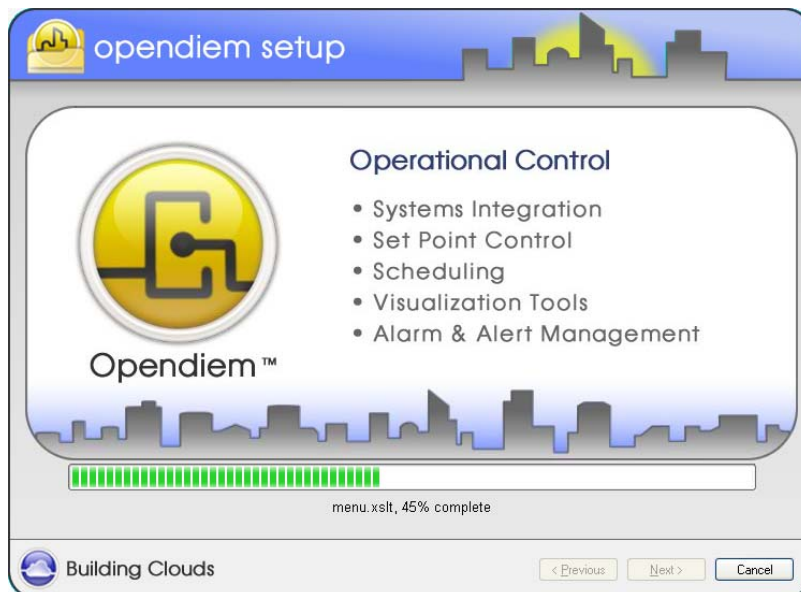 opendiem setup
Operational Control
• Systems Integration
• Set Point Control
• Scheduling
• Visualization Tools
• Alarm & Alert Management
Opendiem™
menu.xslt, 45% complete
Building Clouds
< Previous Next > Cancel